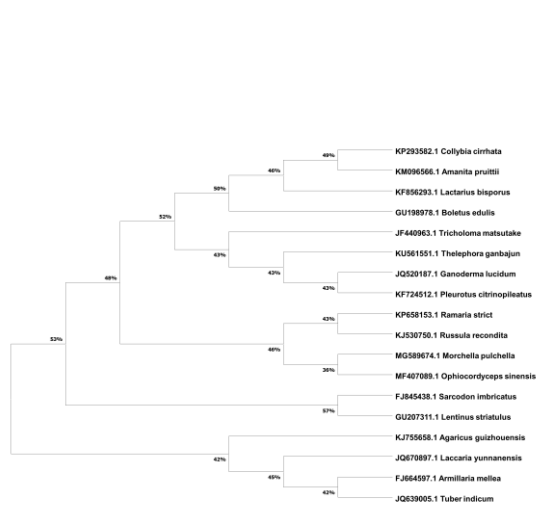 49%
KP293582.1 Collybia cirrhata
46%
KM096566.1 Amanita pruittii
50%
KF856293.1 Lactarius bisporus
52%
GU198978.1 Boletus edulis
43%
JF440963.1 Tricholoma matsutake
43%
KU561551.1 Thelephora ganbajun
48%
JQ520187.1 Ganoderma lucidum
43%
KF724512.1 Pleurotus citrinopileatus
43%
KP658153.1 Ramaria strict
53%
KJ530750.1 Russula recondita
48%
MG589674.1 Morchella pulchella
36%
MF407089.1 Ophiocordyceps sinensis
FJ845438.1 Sarcodon imbricatus
57%
GU207311.1 Lentinus striatulus
KJ755658.1 Agaricus guizhouensis
42%
JQ670897.1 Laccaria yunnanensis
45%
FJ664597.1 Armillaria mellea
42%
JQ639005.1 Tuber indicum